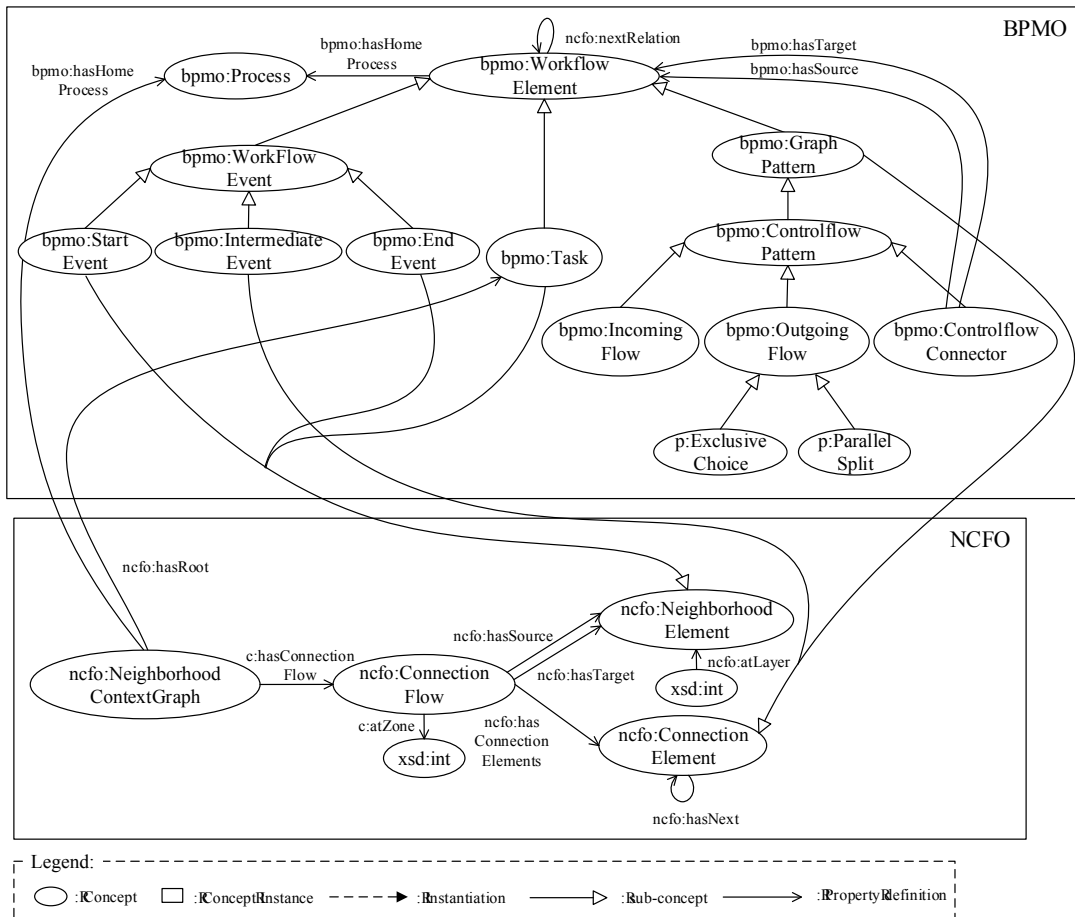 BPMO
ncfo:nextRelation
bpmo:hasHome
Process
bpmo:hasHome
Process
bpmo:Process
bpmo:Workflow
Element
bpmo:hasTarget
bpmo:hasSource
bpmo:WorkFlow
Event
bpmo:Graph
Pattern
bpmo:Start
Event
bpmo:Intermediate
Event
bpmo:End
Event
bpmo:Task
bpmo:Controlflow
Pattern
bpmo:Incoming
Flow
bpmo:Outgoing
Flow
bpmo:Controlflow
Connector
p:Exclusive
Choice
p:Parallel
Split
NCFO
ncfo:hasRoot
ncfo:Neighborhood
ContextGraph
c:hasConnection
Flow
ncfo:Connection
Flow
c:atZone
xsd:int
ncfo:hasSource
ncfo:hasTarget
ncfo:has
Connection
Elements
ncfo:Neighborhood
Element
ncfo:atLayer
xsd:int
ncfo:Connection
Element
ncfo:hasNext
Legend: